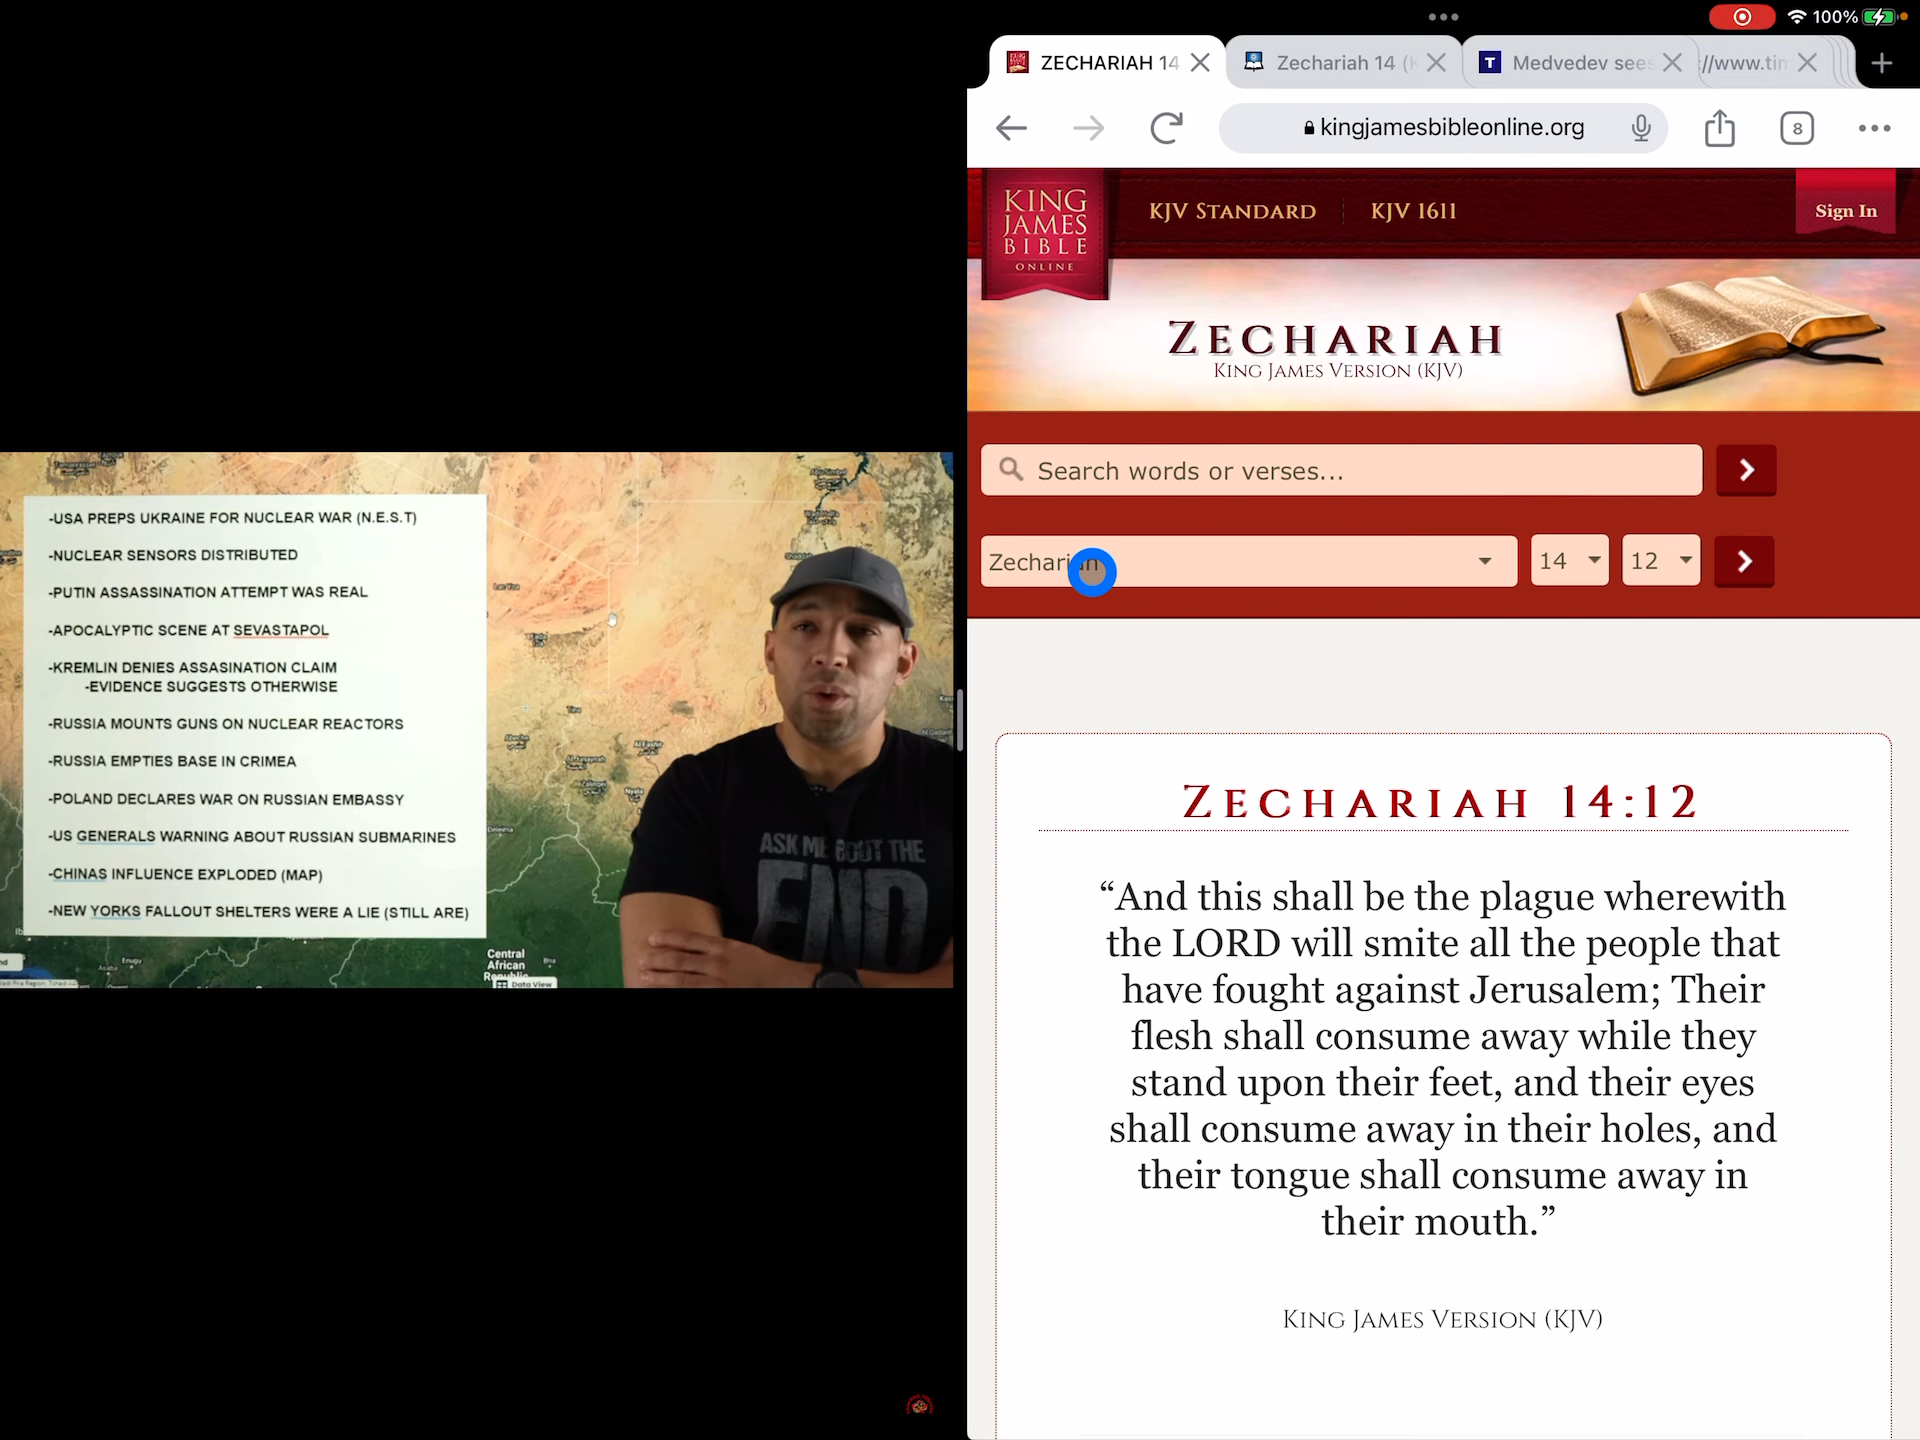 100%
ZECHARIAH 14
Zechariah 14 (K
Medvedev sees
://www.tin
kingjamesbibleonline.org
8
KING
JAMES
BIBLE
ONLINE
KJV STANDARD
KJV 1611
Sign In
ZECHARIAH
KING JAMES VERSION (KJV)
Search words or verses...
Zechariah
14
12
ZECHARIAH 14:12
“And this shall be the plague wherewith
the LORD will smite all the people that
have fought against Jerusalem; Their
flesh shall consume away while they
stand upon their feet, and their eyes
shall consume away in their holes, and
their tongue shall consume away in
their mouth.”
KING JAMES VERSION (KJV)
-USA PREPS UKRAINE FOR NUCLEAR WAR (N.E.S.T)
-NUCLEAR SENSORS DISTRIBUTED
-PUTIN ASSASSINATION ATTEMPT WAS REAL
-APOCALYPTIC SCENE AT SEVASTAPOL
-KREMLIN DENIES ASSASINATION CLAIM
-EVIDENCE SUGGESTS OTHERWISE
-RUSSIA MOUNTS GUNS ON NUCLEAR REACTORS
-RUSSIA EMPTIES BASE IN CRIMEA
-POLAND DECLARES WAR ON RUSSIAN EMBASSY
-US GENERALS WARNING ABOUT RUSSIAN SUBMARINES
-CHINAS INFLUENCE EXPLODED (MAP)
-NEW YORKS FALLOUT SHELTERS WERE A LIE (STILL ARE)
ASK ME BOUT THE
END
Central
African
Republic
Data View